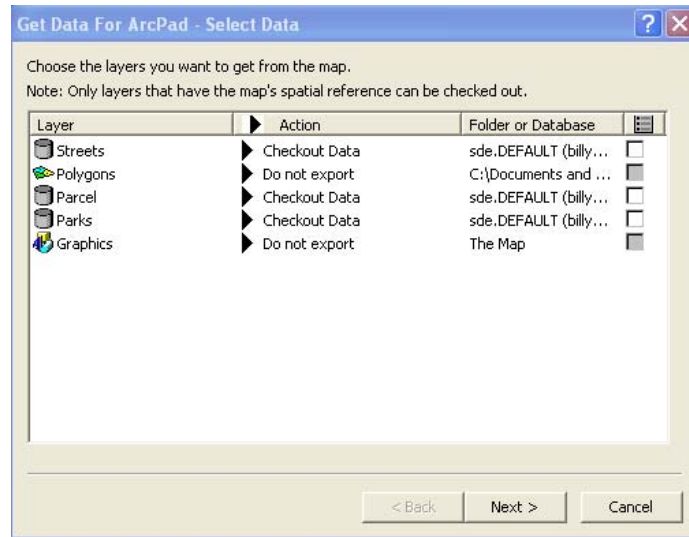 Get Data For ArcPad - Select Data
Choose the layers you want to get from the map.
Note: Only layers that have the map's spatial reference can be checked out.
Layer Action Folder or Database
Streets Checkout Data sde.DEFAULT (billy...
Polygons Do not export C:\Documents and ...
Parcel Checkout Data sde.DEFAULT (billy...
Parks Checkout Data sde.DEFAULT (billy...
Graphics Do not export The Map
< Back Next > Cancel